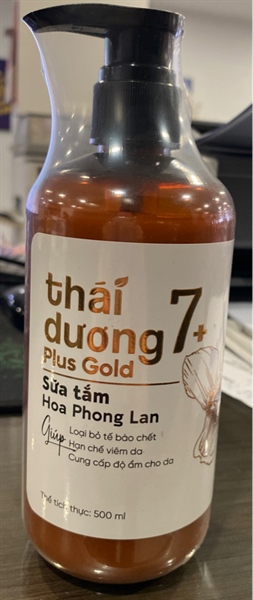 thái
dương 7+
Plus Gold
Sữa tắm
Hoa Phong Lan
Giúp
Loại bỏ tế bào chết
Hạn chế viêm da
Cung cấp độ ẩm cho da
Thể tích thực: 500 ml